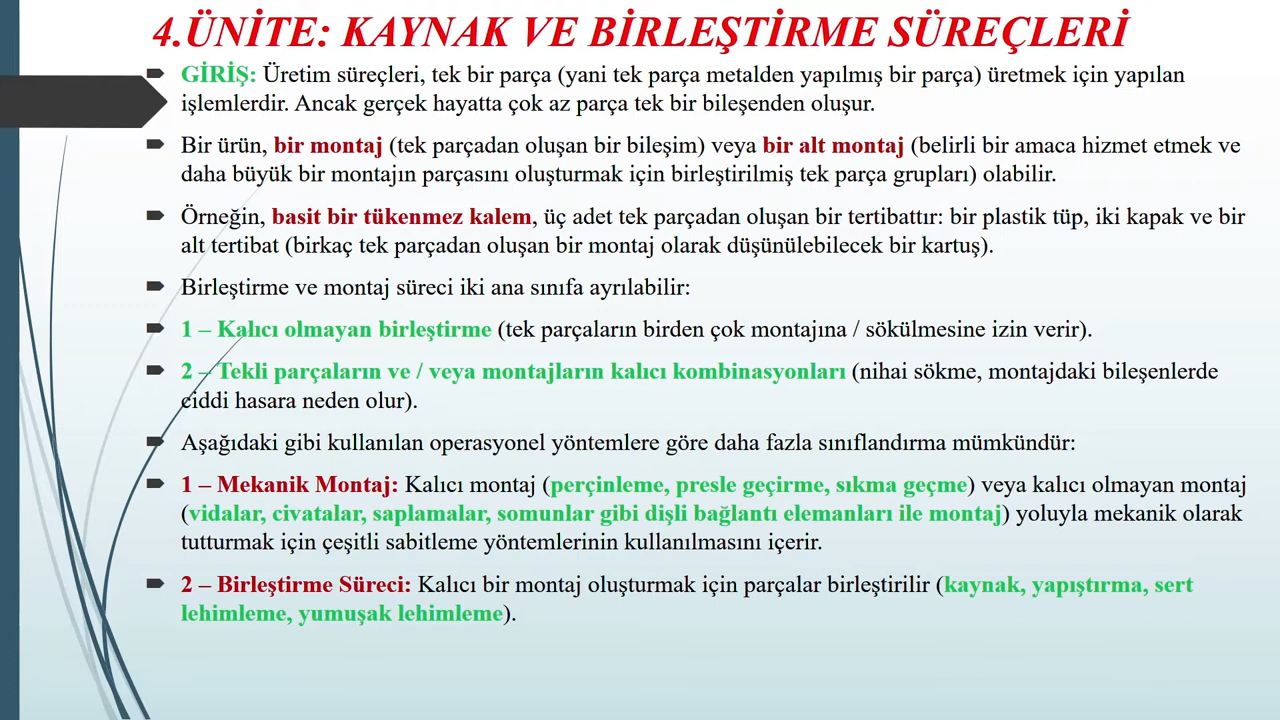 4.ÜNİTE: KAYNAK VE BİRLEŞTİRME SÜREÇLERİ
GİRİŞ: Üretim süreçleri, tek bir parça (yani tek parça metalden yapılmış bir parça) üretmek için yapılan
işlemlerdir. Ancak gerçek hayatta çok az parça tek bir bileşenden oluşur.
Bir ürün, bir montaj (tek parçadan oluşan bir bileşim) veya bir alt montaj (belirli bir amaca hizmet etmek ve
daha büyük bir montajın parçasını oluşturmak için birleştirilmiş tek parça grupları) olabilir.
Örneğin, basit bir tükenmez kalem, üç adet tek parçadan oluşan bir tertibattır: bir plastik tüp, iki kapak ve bir
alt tertibat (birkaç tek parçadan oluşan bir montaj olarak düşünülebilecek bir kartuş).
Birleştirme ve montaj süreci iki ana sınıfa ayrılabilir:
1 – Kalıcı olmayan birleştirme (tek parçaların birden çok montajına / sökülmesine izin verir).
2 – Tekli parçaların ve / veya montajların kalıcı kombinasyonları (nihai sökme, montajdaki bileşenlerde
ciddi hasara neden olur).
Aşağıdaki gibi kullanılan operasyonel yöntemlere göre daha fazla sınıflandırma mümkündür:
1 – Mekanik Montaj: Kalıcı montaj (perçinleme, presle geçirme, sıkma geçme) veya kalıcı olmayan montaj
(vidalar, civatalar, saplamalar, somunlar gibi dişli bağlantı elemanları ile montaj) yoluyla mekanik olarak
tutturmak için çeşitli sabitleme yöntemlerinin kullanılmasını içerir.
2 – Birleştirme Süreci: Kalıcı bir montaj oluşturmak için parçalar birleştirilir (kaynak, yapıştırma, sert
lehimleme, yumuşak lehimleme).